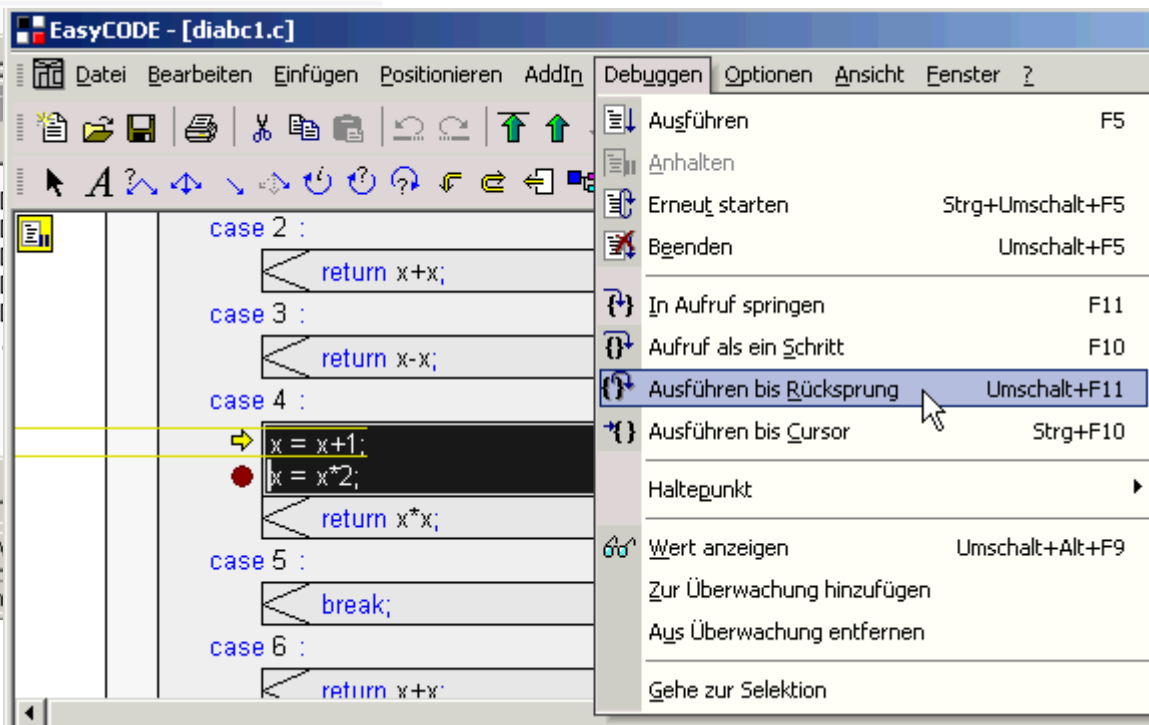 EasyCODE - [diabc1.c]
Datei Bearbeiten Einfügen Positionieren AddIn Debuggen Optionen Ansicht Fenster ?
case 2 :
return x+x;
case 3 :
return x-x;
case 4 :
x = x+1;
x = x*2;
return x*x;
case 5 :
break;
case 6 :
return x+x;
Ausführen F5
Anhalten
Erneut starten Strg+Umschalt+F5
Beenden Umschalt+F5
In Aufruf springen F11
Aufruf als ein Schritt F10
Ausführen bis Rücksprung Umschalt+F11
Ausführen bis Cursor Strg+F10
Haltepunkt
Wert anzeigen Umschalt+Alt+F9
Zur Überwachung hinzufügen
Aus Überwachung entfernen
Gehe zur Selektion